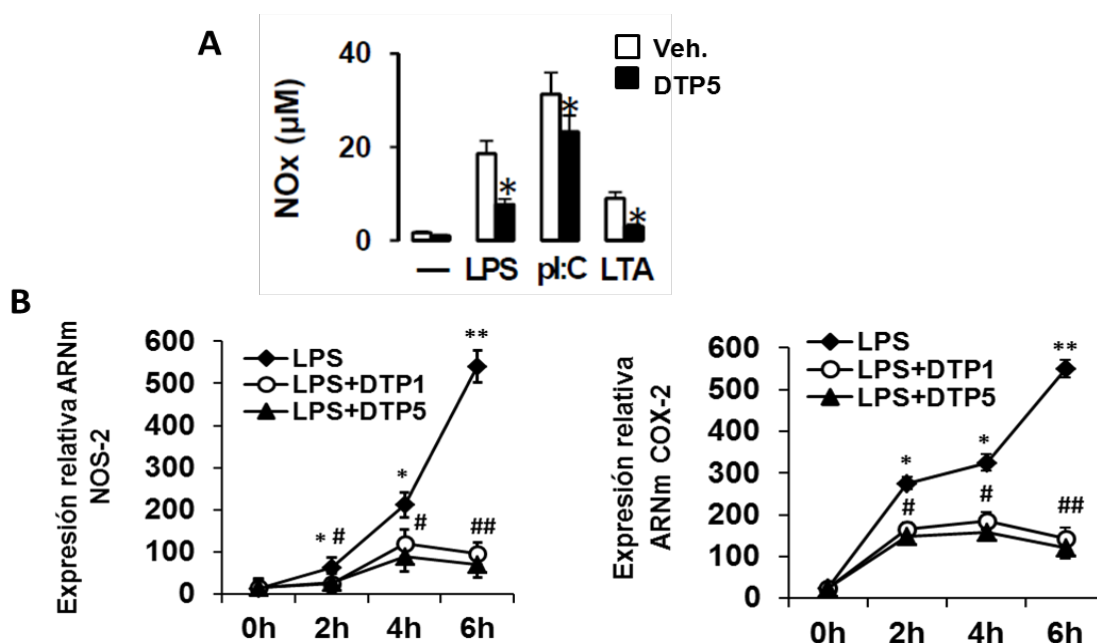 A
Veh.
DTP5
NOx (µM)
40
20
0
*
*
*
— LPS pI:C LTA
B
Expresión relativa ARNm
NOS-2
600
500
400
300
200
100
0
LPS
LPS+DTP1
LPS+DTP5
* #
*
#
**
##
0h 2h 4h 6h
Expresión relativa
ARNm COX-2
600
500
400
300
200
100
0
LPS
LPS+DTP1
LPS+DTP5
*
#
*
#
**
##
0h 2h 4h 6h